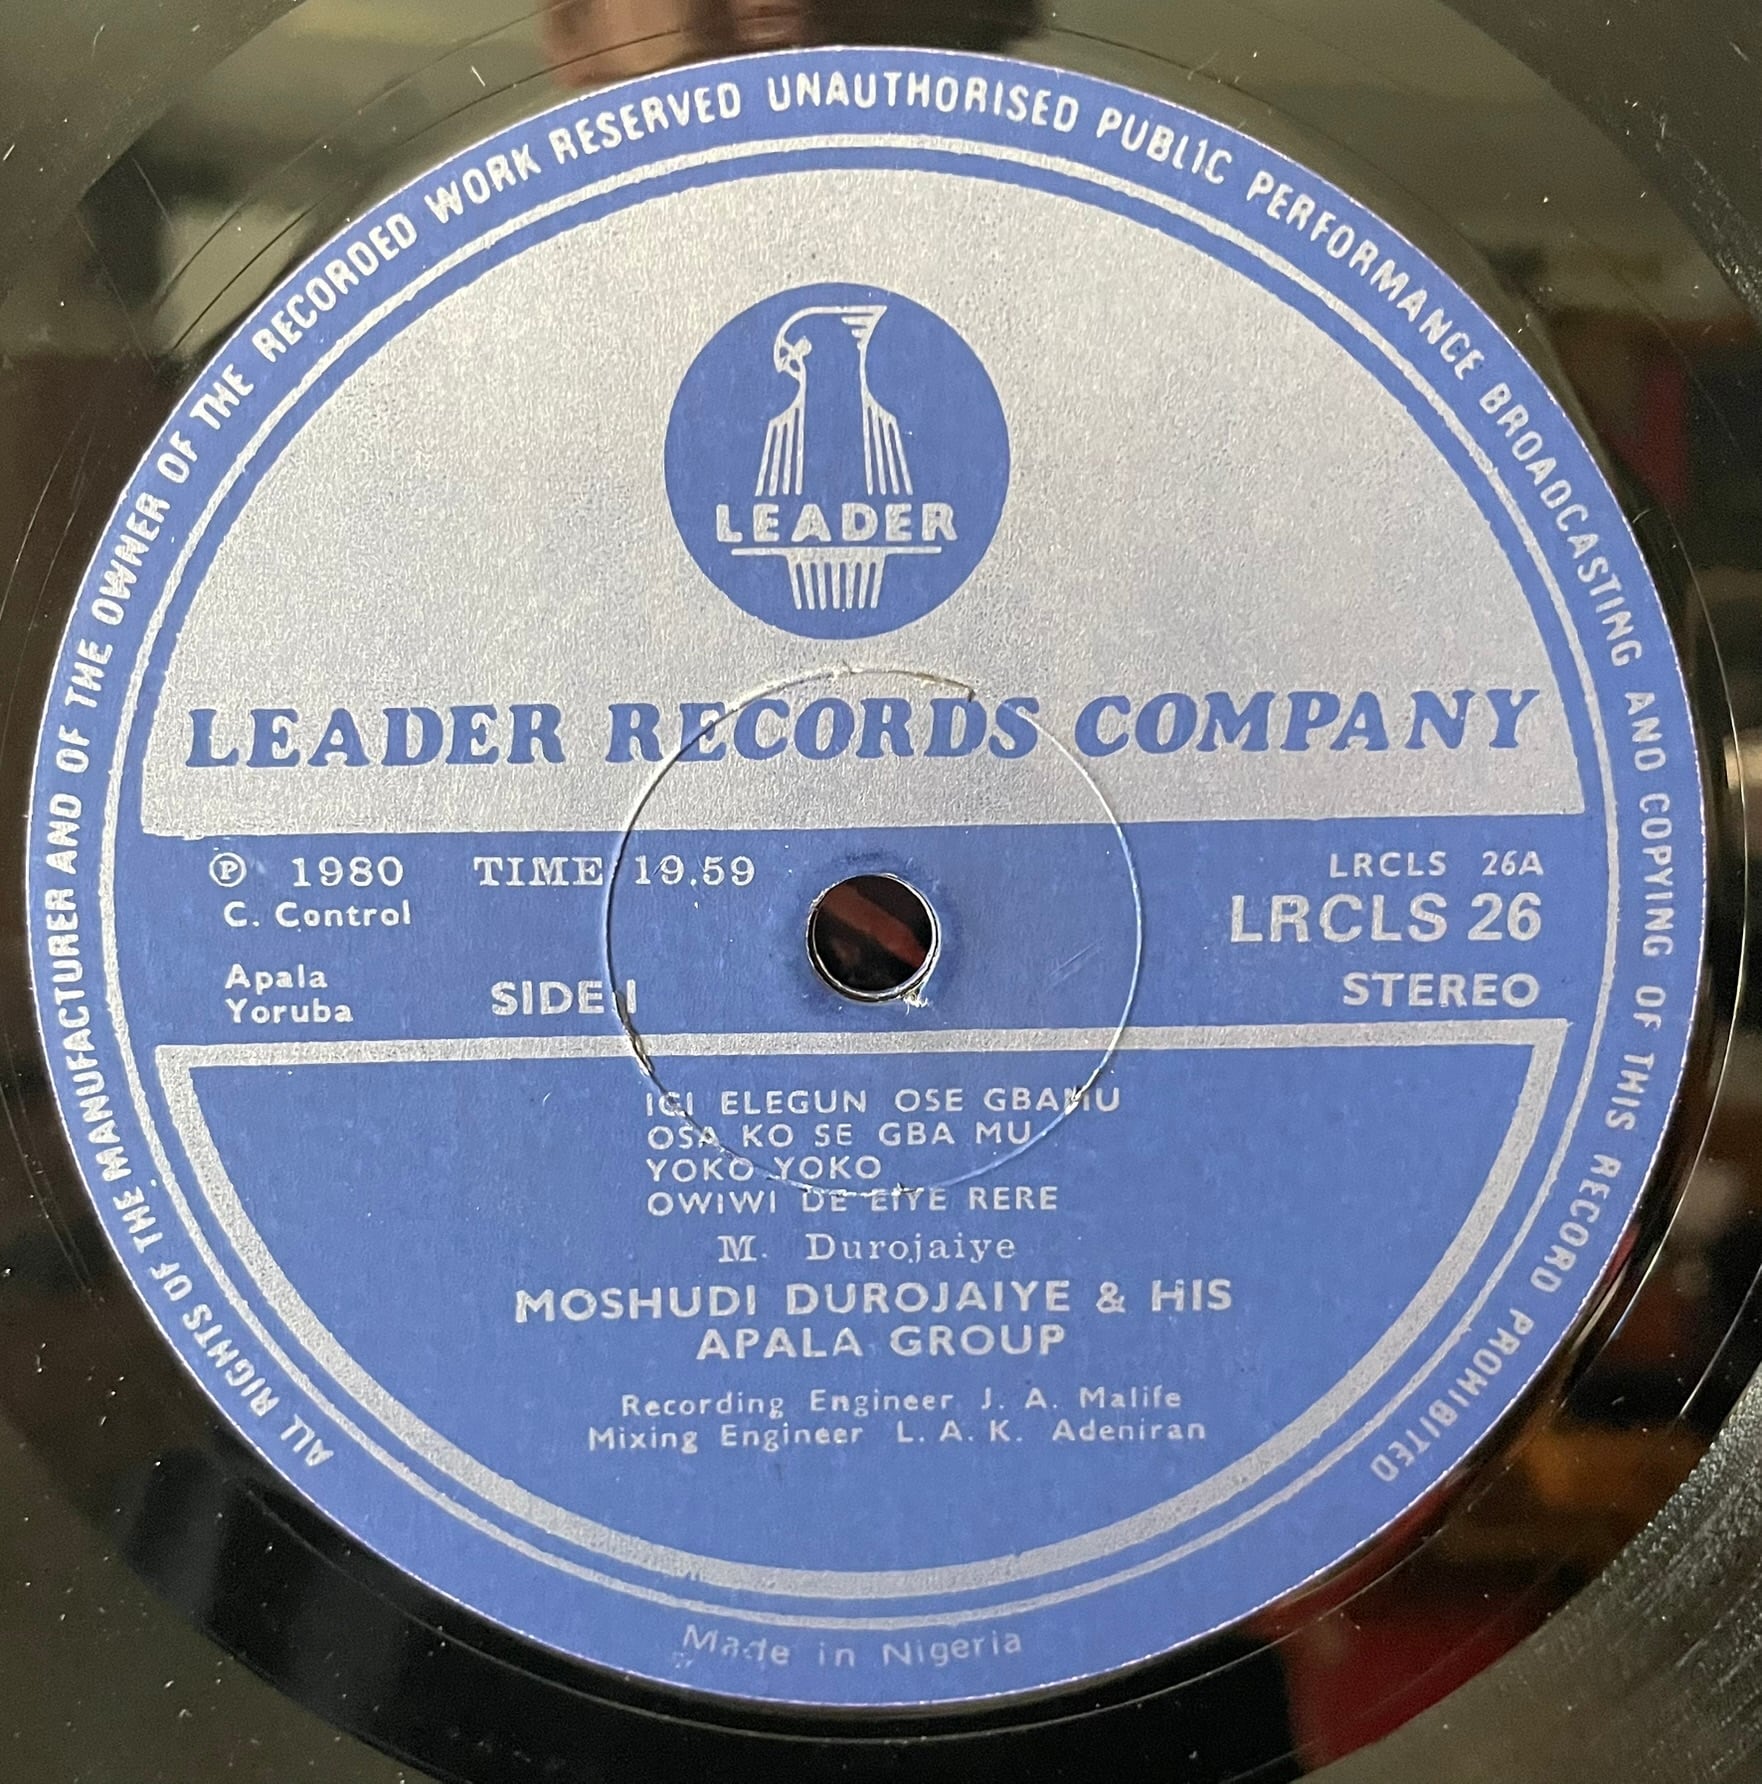 ALL RIGHTS OF THE MANUFACTURER AND OF THE OWNER OF THE RECORDED WORK RESERVED UNAUTHORISED PUBLIC PERFORMANCE BROADCASTING AND COPYING OF THIS RECORD PROHIBITED
LEADER
LEADER RECORDS COMPANY
Ⓟ 1980 TIME 19.59
C. Control
LRCLS 26A
LRCLS 26
Apala
Yoruba
SIDE 1
STEREO
IGI ELEGUN OSE GBAMU
OSA KO SE GBA MU
YOKO YOKO
OWIWI DE EIYE RERE
M. Durojaiye
MOSHUDI DUROJAIYE & HIS
APALA GROUP
Recording Engineer J. A. Malife
Mixing Engineer L. A. K. Adeniran
Made in Nigeria